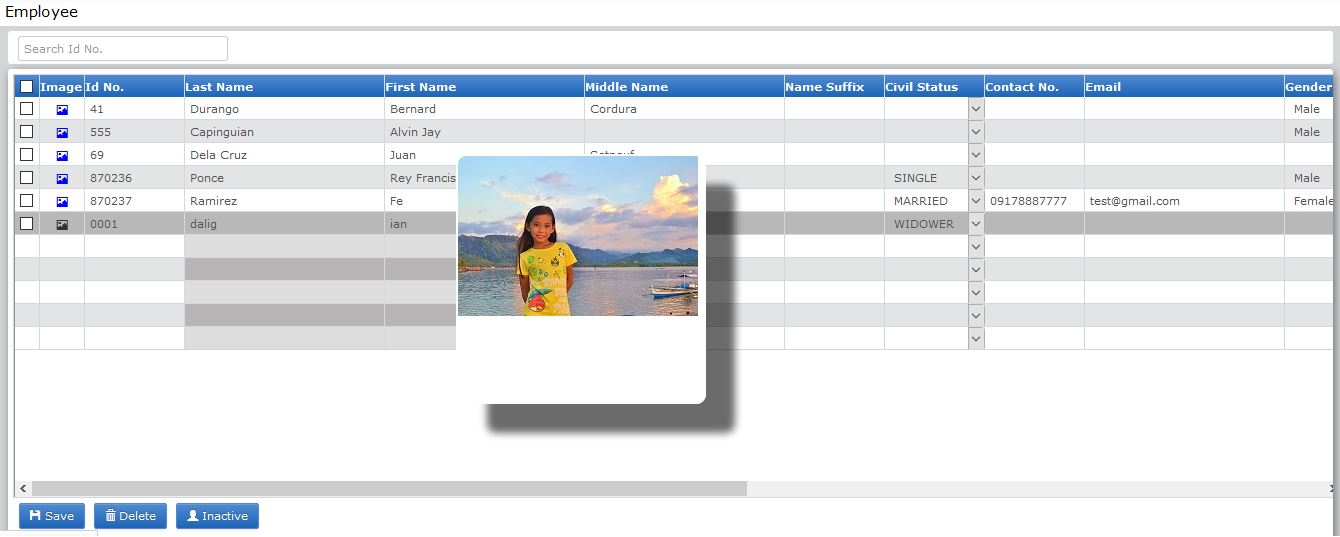 Employee
Search Id No.
Image Id No. Last Name First Name Middle Name Name Suffix Civil Status Contact No. Email Gender
41 Durango Bernard Cordura Male
555 Capinguian Alvin Jay Male
69 Dela Cruz Juan
870236 Ponce Rey Francis SINGLE Male
870237 Ramirez Fe MARRIED 09178887777 test@gmail.com Female
0001 dalig ian WIDOWER
Save Delete Inactive